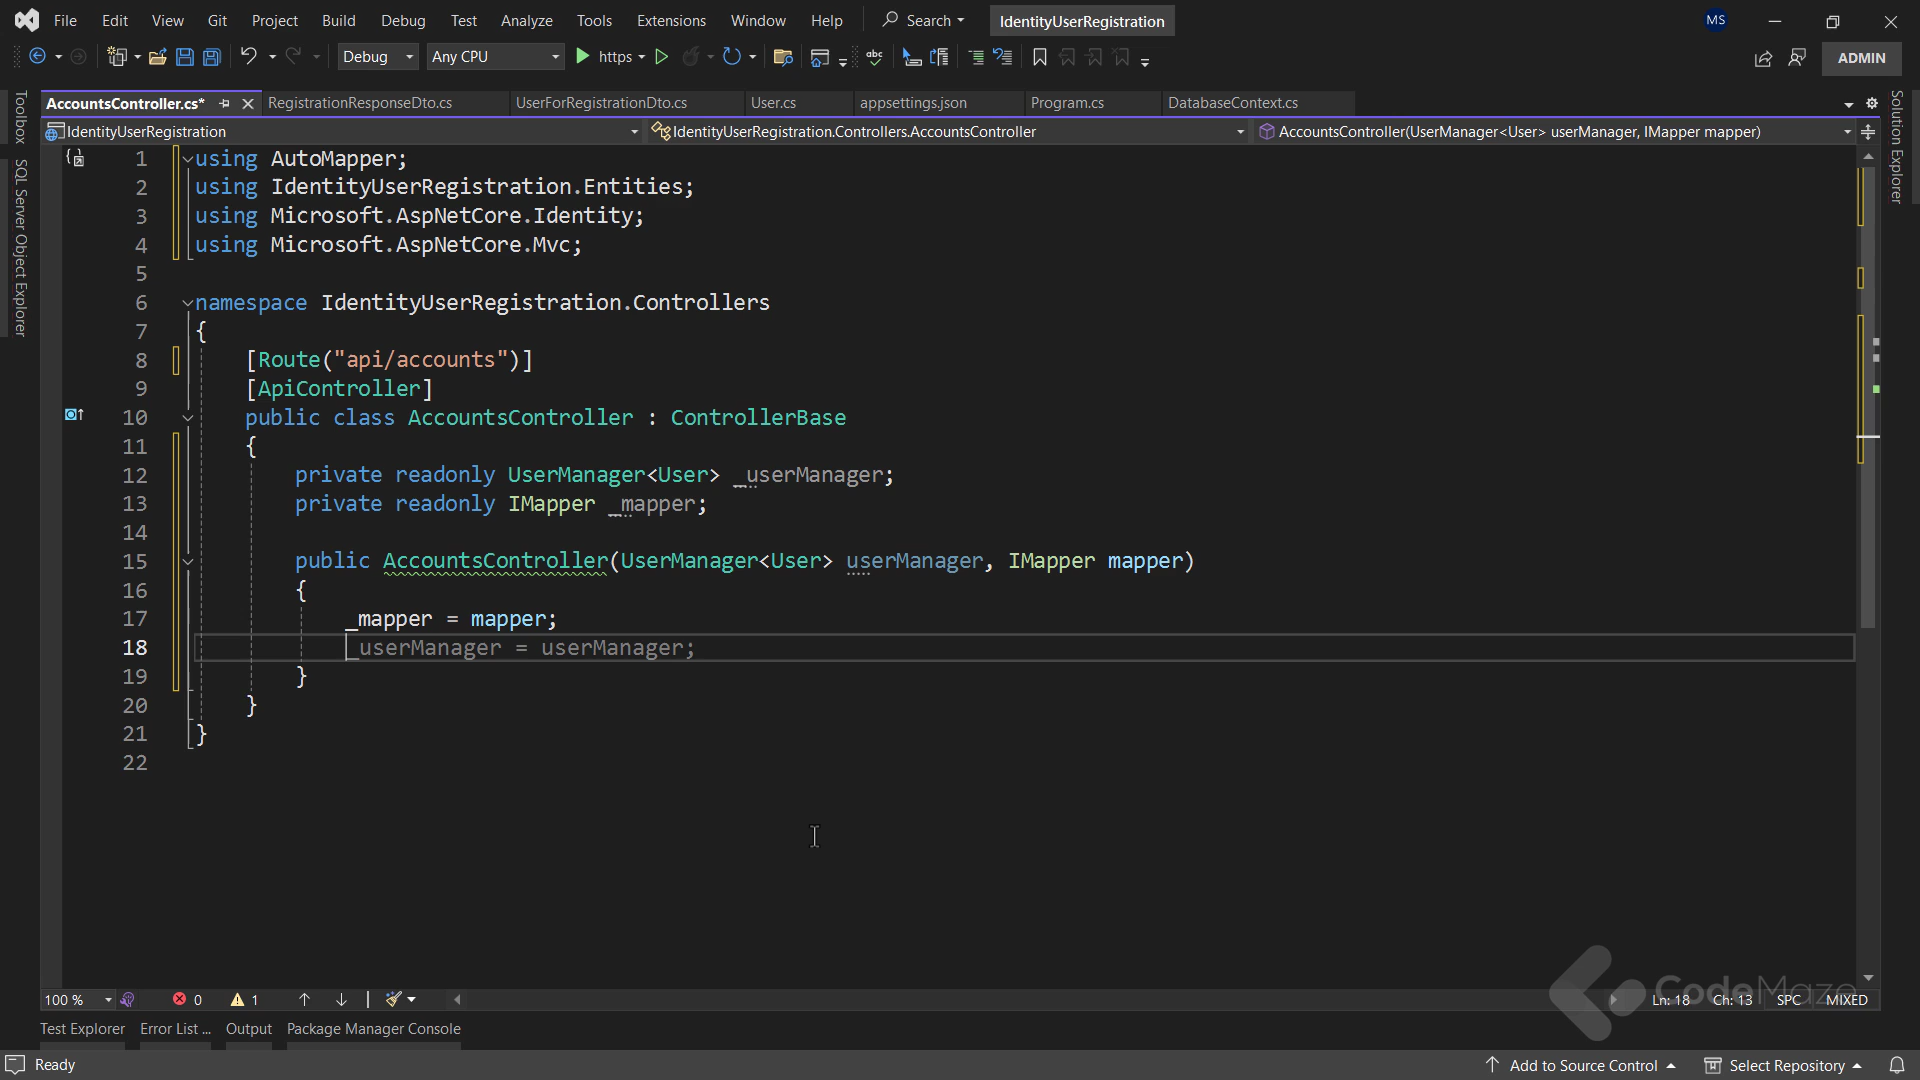 File Edit View Git Project Build Debug Test Analyze Tools Extensions Window Help Search IdentityUserRegistration MS
Debug Any CPU https abc ADMIN
AccountsController.cs* RegistrationResponseDto.cs UserForRegistrationDto.cs User.cs appsettings.json Program.cs DatabaseContext.cs
IdentityUserRegistration IdentityUserRegistration.Controllers.AccountsController AccountsController(UserManager<User> userManager, IMapper mapper)
Toolbox
SQL Server Object Explorer
Solution Explorer
1 using AutoMapper;
2 using IdentityUserRegistration.Entities;
3 using Microsoft.AspNetCore.Identity;
4 using Microsoft.AspNetCore.Mvc;
5
6 namespace IdentityUserRegistration.Controllers
7 {
8 [Route("api/accounts")]
9 [ApiController]
10 public class AccountsController : ControllerBase
11 {
12 private readonly UserManager<User> _userManager;
13 private readonly IMapper _mapper;
14
15 public AccountsController(UserManager<User> userManager, IMapper mapper)
16 {
17 _mapper = mapper;
18 _userManager = userManager;
19 }
20 }
21 }
22
CodeMaze
100 % 0 1 Ln: 18 Ch: 13 SPC MIXED
Test Explorer Error List ... Output Package Manager Console
Ready Add to Source Control Select Repository